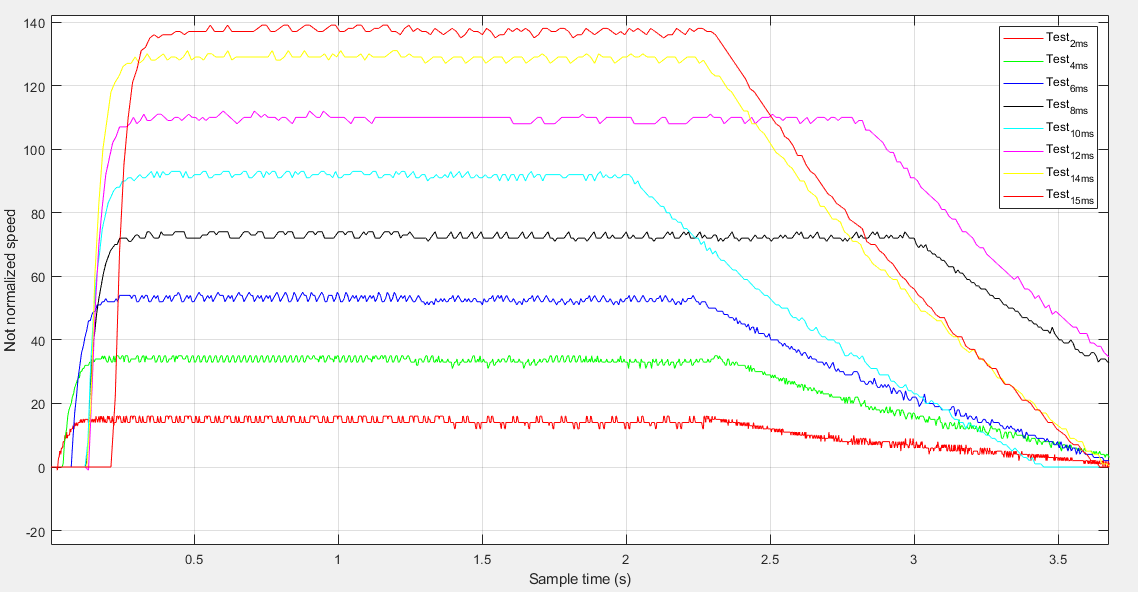 140
120
100
80
60
40
20
0
-20
Not normalized speed
0.5
1
1.5
2
2.5
3
3.5
Sample time (s)
Test2ms
Test4ms
Test6ms
Test8ms
Test10ms
Test12ms
Test14ms
Test15ms